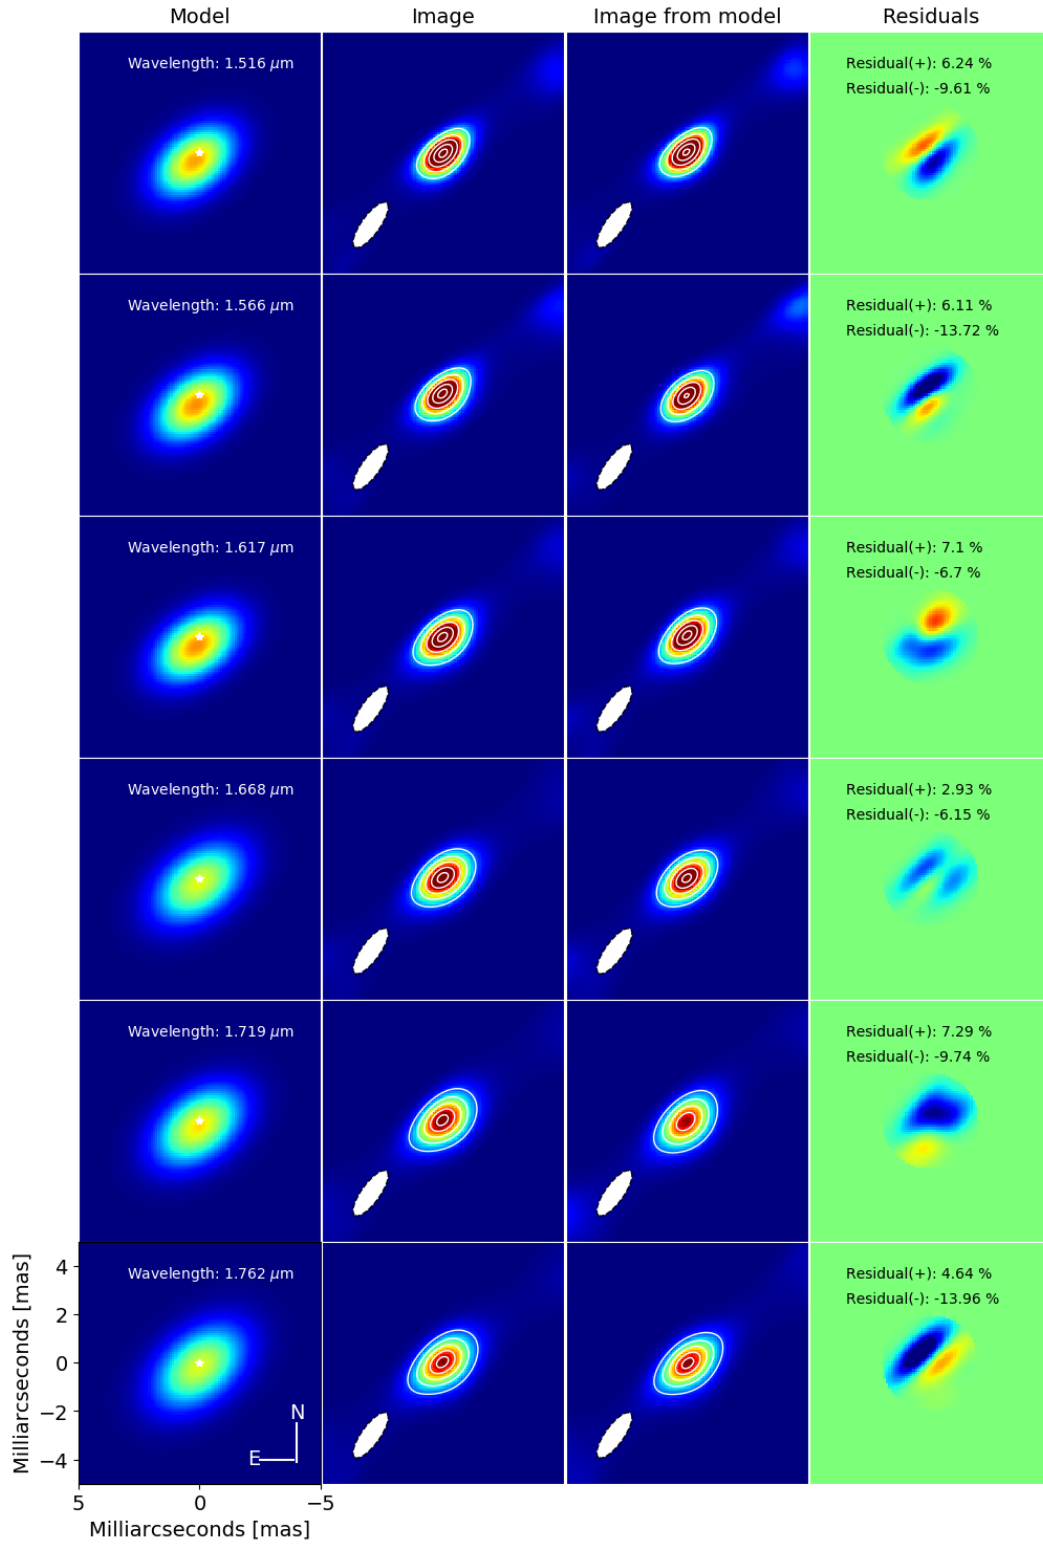 Model Image Image from model Residuals
Wavelength: 1.516 μm
Residual(+): 6.24 %
Residual(-): -9.61 %
Wavelength: 1.566 μm
Residual(+): 6.11 %
Residual(-): -13.72 %
Wavelength: 1.617 μm
Residual(+): 7.1 %
Residual(-): -6.7 %
Wavelength: 1.668 μm
Residual(+): 2.93 %
Residual(-): -6.15 %
Wavelength: 1.719 μm
Residual(+): 7.29 %
Residual(-): -9.74 %
Wavelength: 1.762 μm
Residual(+): 4.64 %
Residual(-): -13.96 %
4
2
0
−2
−4
Milliarcseconds [mas]
N
E
5 0 −5
Milliarcseconds [mas]